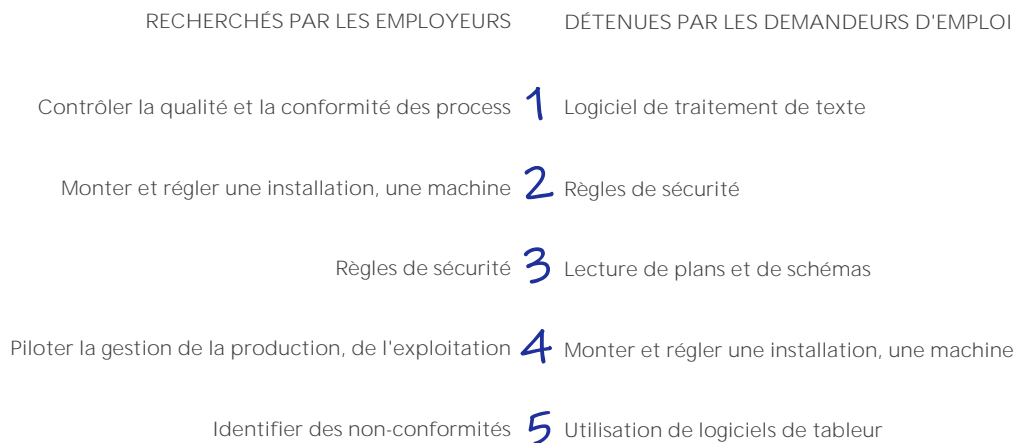 RECHERCHÉS PAR LES EMPLOYEURS DÉTENUES PAR LES DEMANDEURS D'EMPLOI
Contrôler la qualité et la conformité des process 1 Logiciel de traitement de texte
Monter et régler une installation, une machine 2 Règles de sécurité
Règles de sécurité 3 Lecture de plans et de schémas
Piloter la gestion de la production, de l'exploitation 4 Monter et régler une installation, une machine
Identifier des non-conformités 5 Utilisation de logiciels de tableur